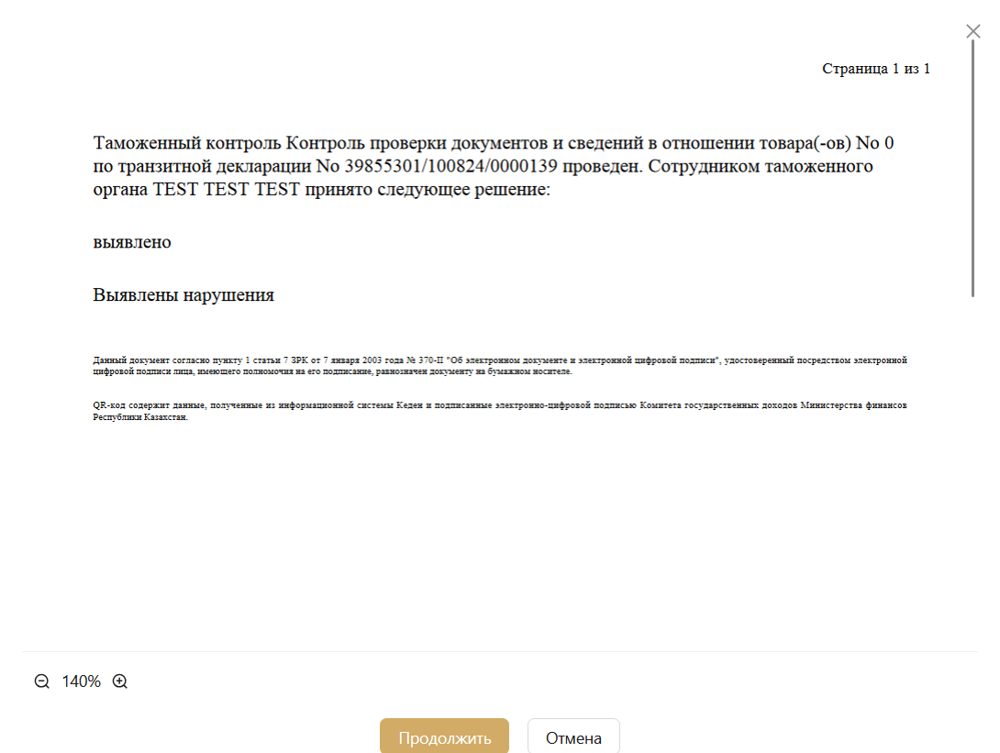 Страница 1 из 1
Таможенный контроль Контроль проверки документов и сведений в отношении товара(-ов) No 0
по транзитной декларации No 39855301/100824/0000139 проведен. Сотрудником таможенного
органа TEST TEST TEST принято следующее решение:
выявлено
Выявлены нарушения
Данный документ согласно пункту 1 статьи 7 ЗРК от 7 января 2003 года № 370-II "Об электронном документе и электронной цифровой подписи", удостоверенный посредством электронной
цифровой подписи лица, имеющего полномочия на его подписание, равнозначен документу на бумажном носителе.
QR-код содержит данные, полученные из информационной системы Кеден и подписанные электронно-цифровой подписью Комитета государственных доходов Министерства финансов
Республики Казахстан.
140%
Продолжить Отмена